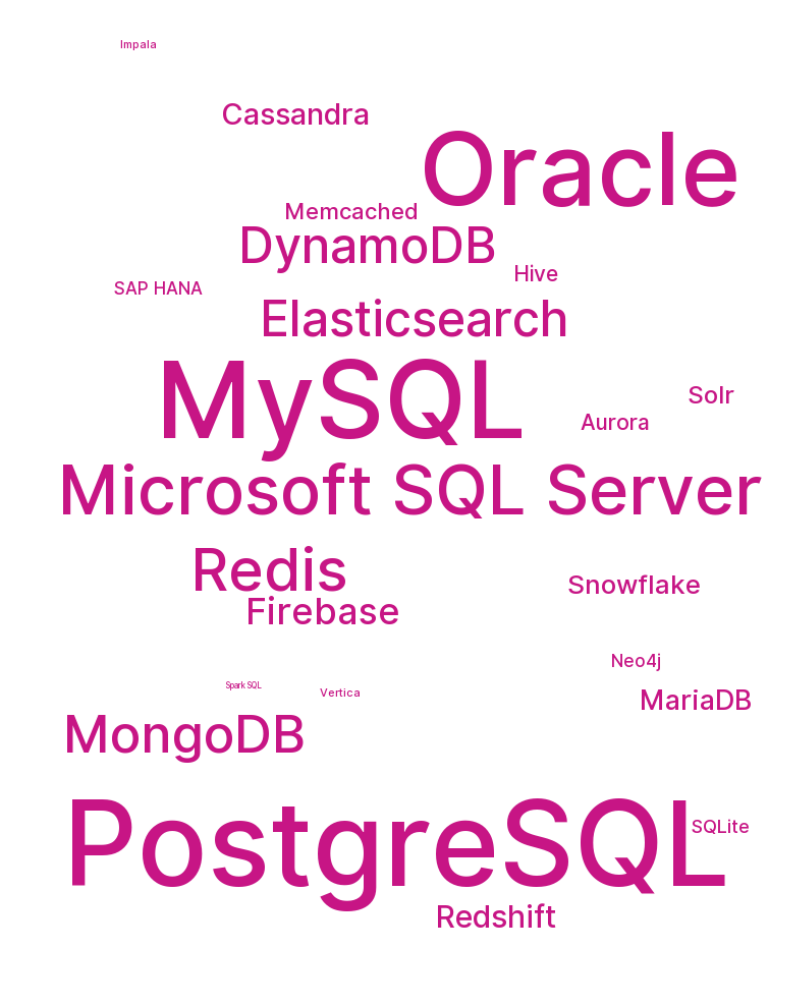 Impala
Cassandra
Oracle
Memcached
DynamoDB
Hive
SAP HANA
Elasticsearch
MySQL
Solr
Aurora
Microsoft SQL Server
Redis
Snowflake
Firebase
Neo4j
Spark SQL
Vertica
MariaDB
MongoDB
PostgreSQL
SQLite
Redshift